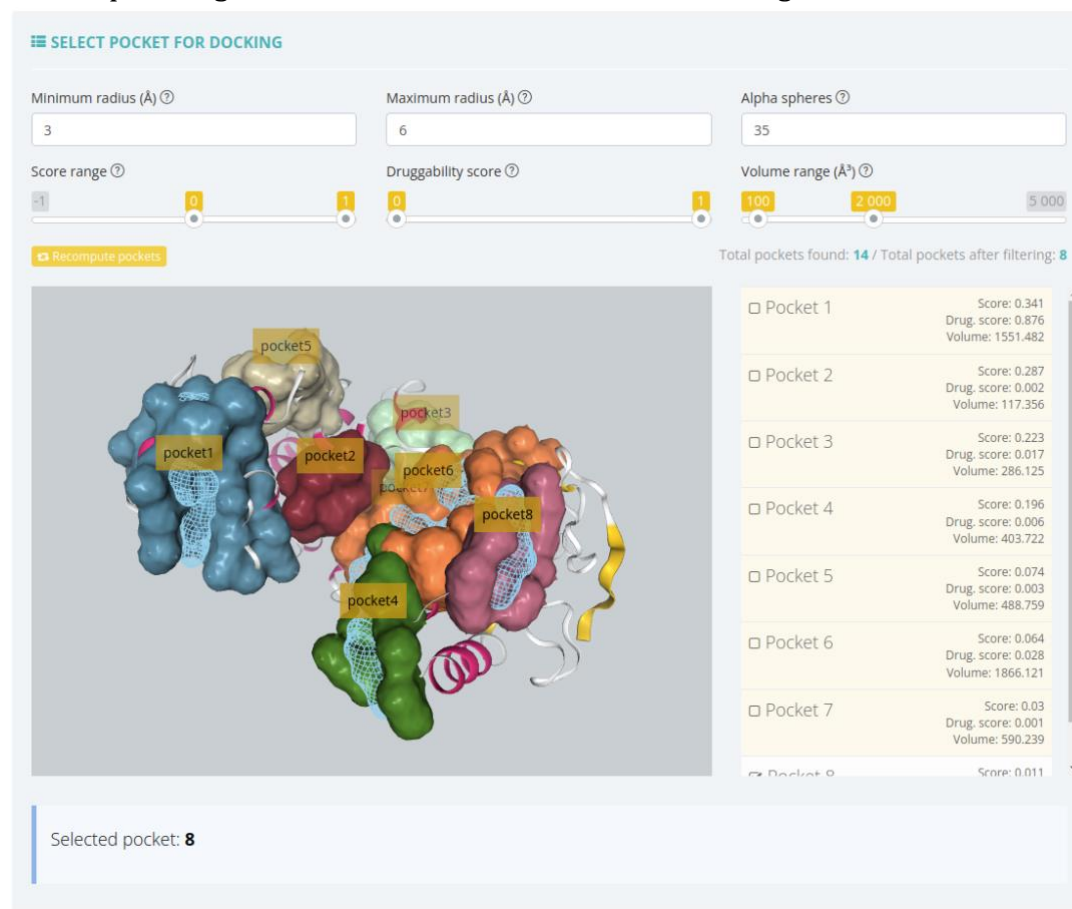 SELECT POCKET FOR DOCKING
Minimum radius (Å) ?
Maximum radius (Å) ?
Alpha spheres ?
3
6
35
Score range ?
Druggability score ?
Volume range (Å³) ?
-1 0 1
0 1
100 2 000 5 000
Recompute pockets
Total pockets found: 14 / Total pockets after filtering: 8
pocket5
pocket3
pocket1
pocket2
pocket6
pocket7
pocket8
pocket4
Pocket 1
Score: 0.341
Drug. score: 0.876
Volume: 1551.482
Pocket 2
Score: 0.287
Drug. score: 0.002
Volume: 117.356
Pocket 3
Score: 0.223
Drug. score: 0.017
Volume: 286.125
Pocket 4
Score: 0.196
Drug. score: 0.006
Volume: 403.722
Pocket 5
Score: 0.074
Drug. score: 0.003
Volume: 488.759
Pocket 6
Score: 0.064
Drug. score: 0.028
Volume: 1866.121
Pocket 7
Score: 0.03
Drug. score: 0.001
Volume: 590.239
Pocket 8
Score: 0.011
Selected pocket: 8